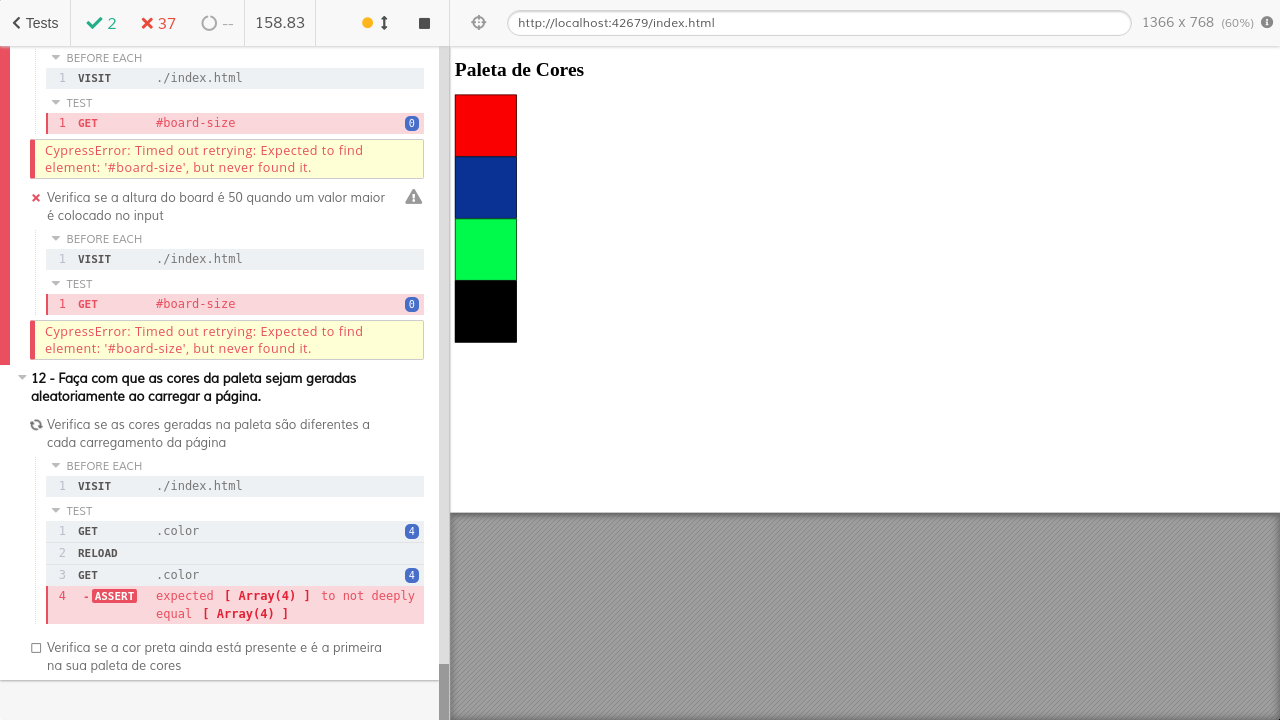 Tests
2
37
--
158.83
http://localhost:42679/index.html
1366 x 768 (60%)
BEFORE EACH
1 VISIT ./index.html
TEST
1 GET #board-size 0
CypressError: Timed out retrying: Expected to find
element: '#board-size', but never found it.
Verifica se a altura do board é 50 quando um valor maior
é colocado no input
BEFORE EACH
1 VISIT ./index.html
TEST
1 GET #board-size 0
CypressError: Timed out retrying: Expected to find
element: '#board-size', but never found it.
12 - Faça com que as cores da paleta sejam geradas
aleatoriamente ao carregar a página.
Verifica se as cores geradas na paleta são diferentes a
cada carregamento da página
BEFORE EACH
1 VISIT ./index.html
TEST
1 GET .color 4
2 RELOAD
3 GET .color 4
4 -ASSERT expected [ Array(4) ] to not deeply
equal [ Array(4) ]
Verifica se a cor preta ainda está presente e é a primeira
na sua paleta de cores
Paleta de Cores